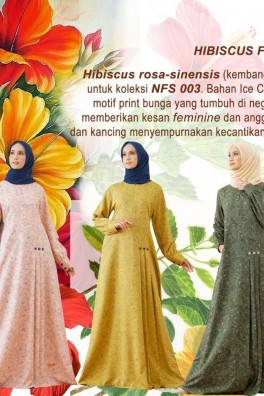 HIBISCUS F
Hibiscus rosa-sinensis (kemban
untuk koleksi NFS 003. Bahan Ice C
motif print bunga yang tumbuh di neg
memberikan kesan feminine dan angg
dan kancing menyempurnakan kecantikan